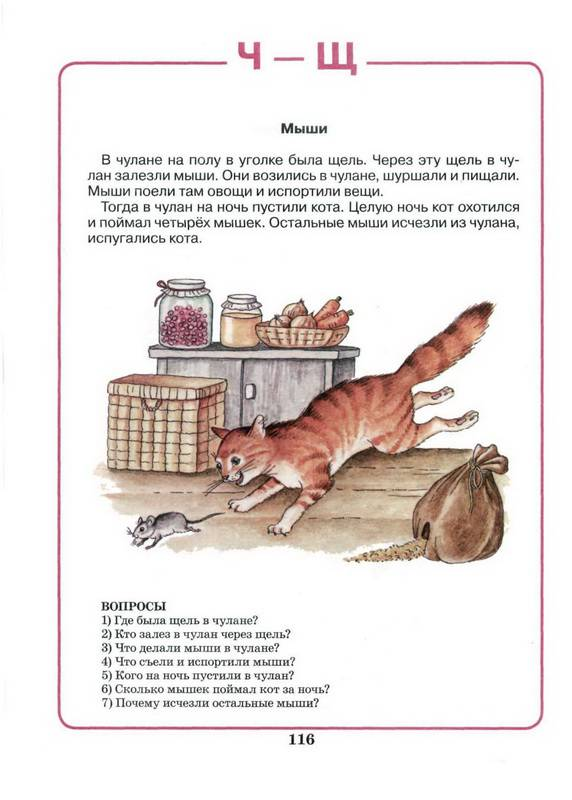 Ч — Щ
Мыши
В чулане на полу в уголке была щель. Через эту щель в чу-
лан залезли мыши. Они возились в чулане, шуршали и пищали.
Мыши поели там овощи и испортили вещи.
Тогда в чулан на ночь пустили кота. Целую ночь кот охотился
и поймал четырёх мышек. Остальные мыши исчезли из чулана,
испугались кота.
ВОПРОСЫ
1) Где была щель в чулане?
2) Кто залез в чулан через щель?
3) Что делали мыши в чулане?
4) Что съели и испортили мыши?
5) Кого на ночь пустили в чулан?
6) Сколько мышек поймал кот за ночь?
7) Почему исчезли остальные мыши?
116